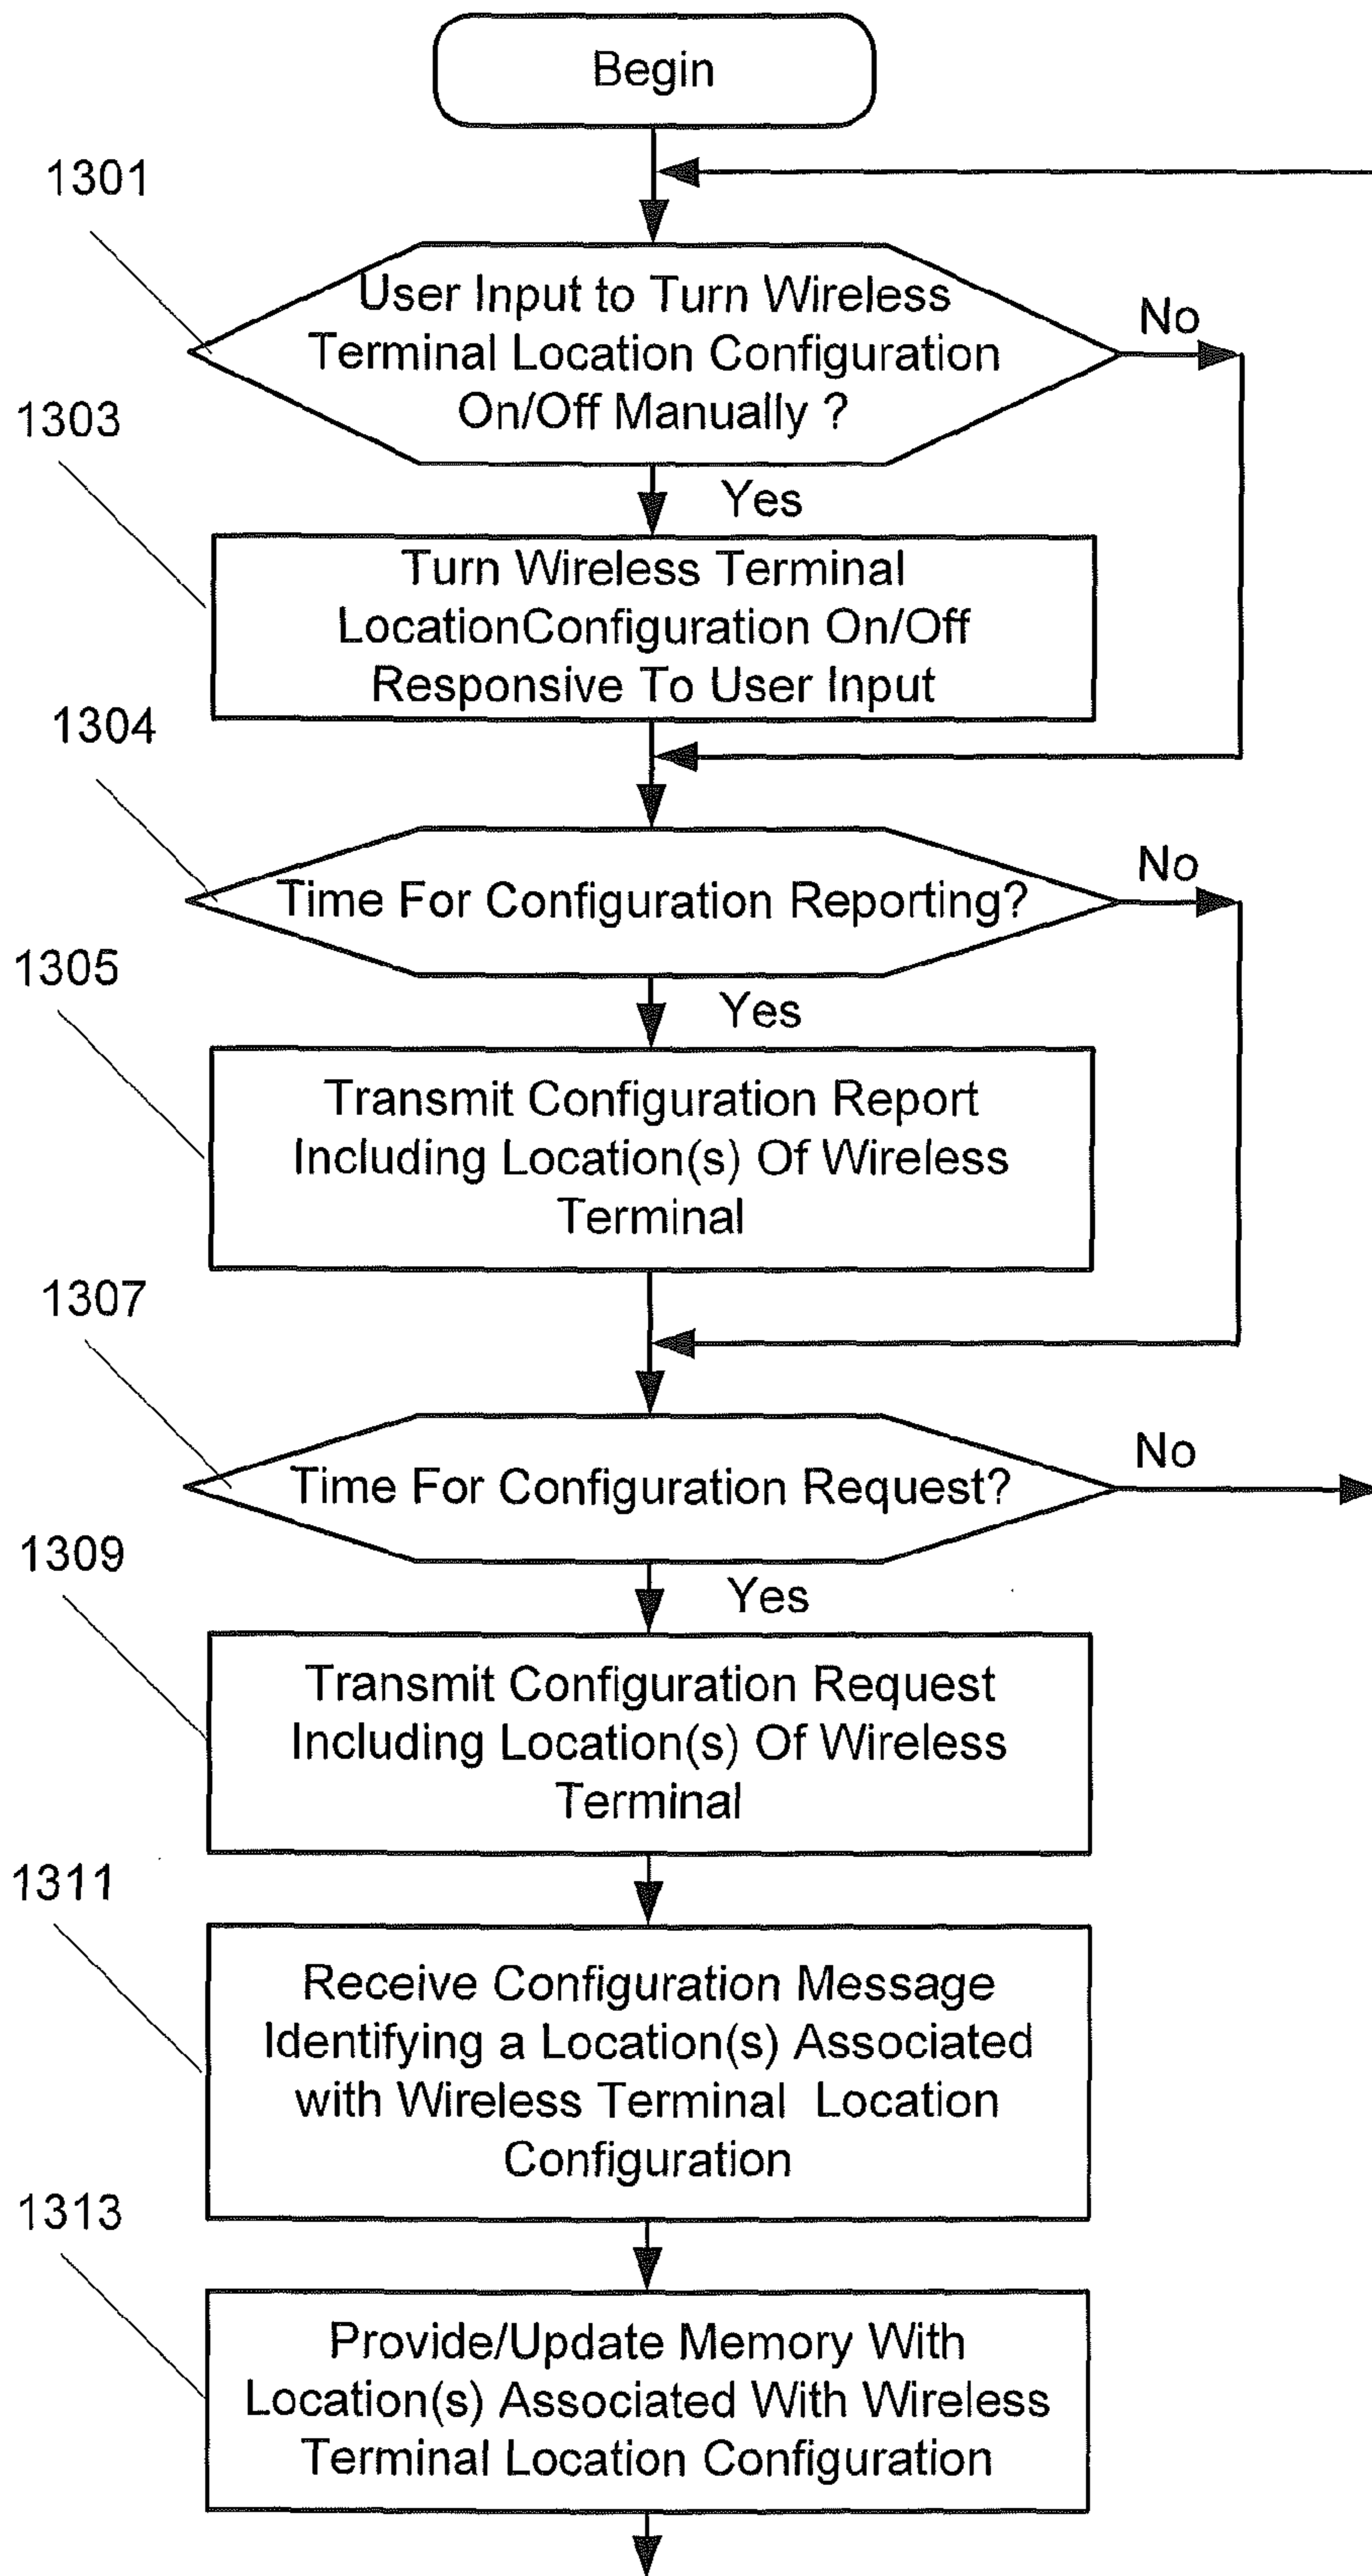 Begin
1301
User Input to Turn Wireless
Terminal Location Configuration
On/Off Manually ?
No
Yes
1303
Turn Wireless Terminal
LocationConfiguration On/Off
Responsive To User Input
1304
Time For Configuration Reporting?
No
Yes
1305
Transmit Configuration Report
Including Location(s) Of Wireless
Terminal
1307
Time For Configuration Request?
No
Yes
1309
Transmit Configuration Request
Including Location(s) Of Wireless
Terminal
1311
Receive Configuration Message
Identifying a Location(s) Associated
with Wireless Terminal  Location
Configuration
1313
Provide/Update Memory With
Location(s) Associated With Wireless
Terminal Location Configuration